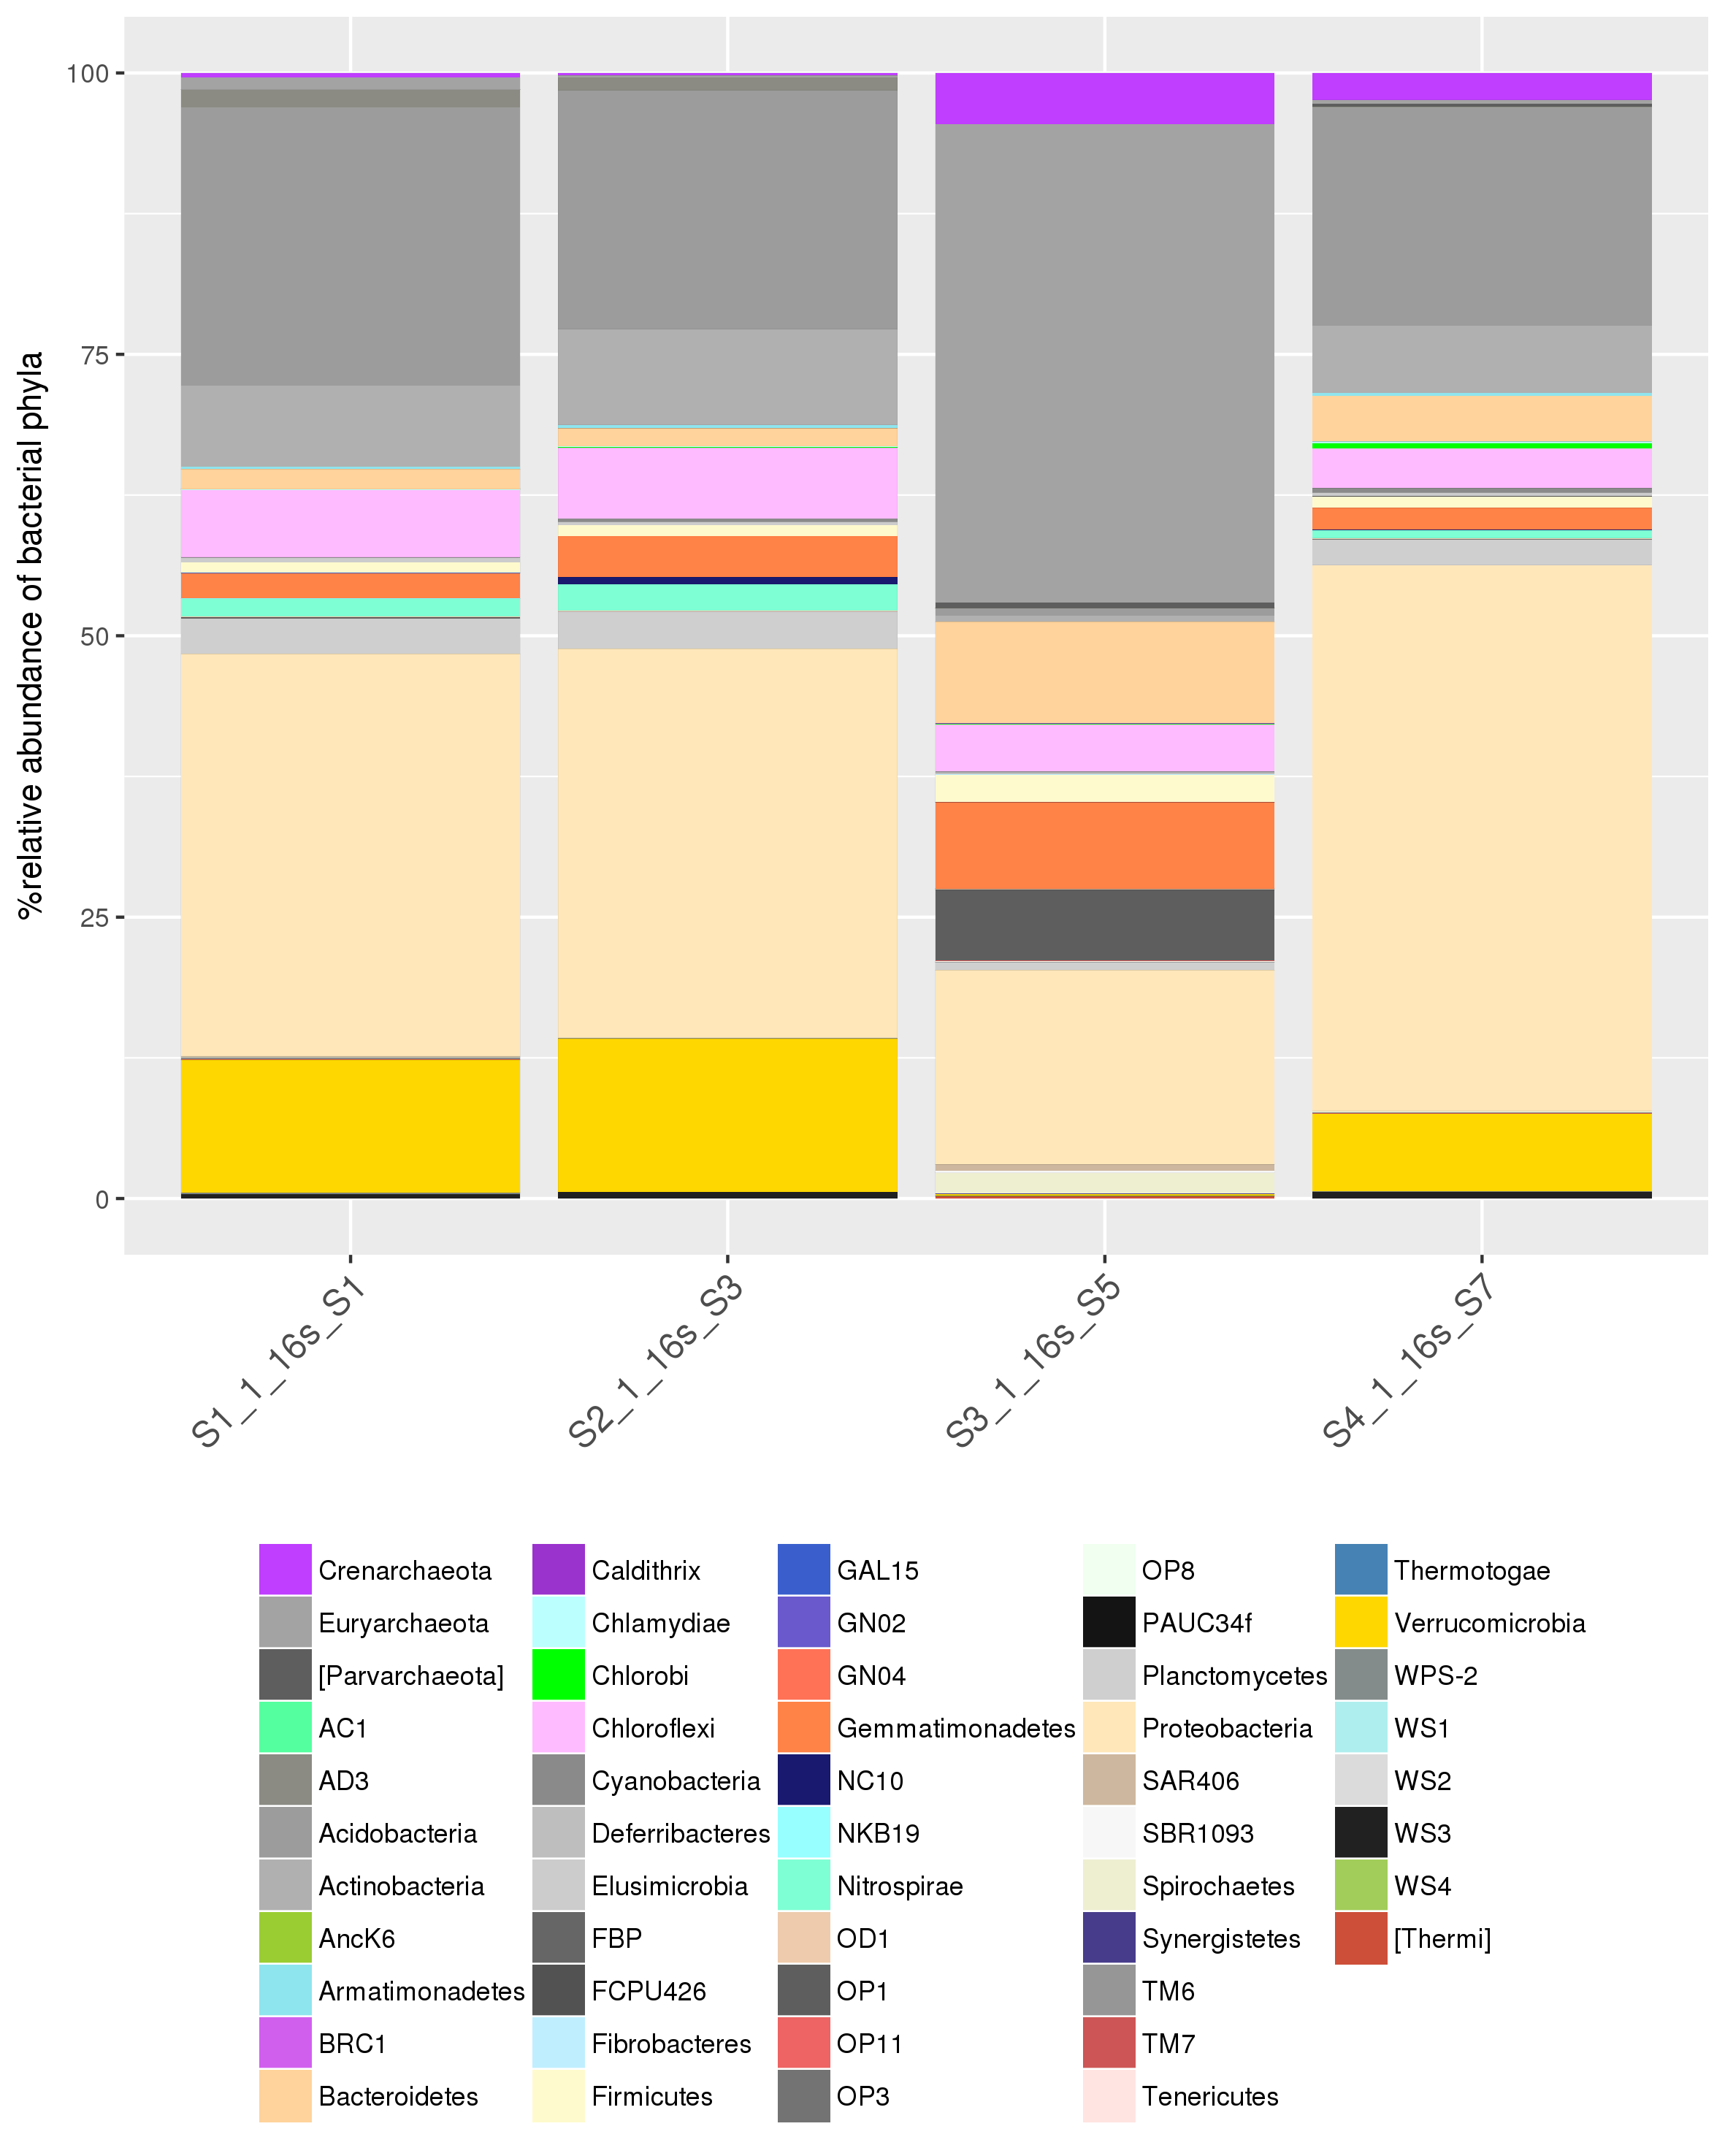 %relative abundance of bacterial phyla
100
75
50
25
0
S1_1_16s_S1
S2_1_16s_S3
S3_1_16s_S5
S4_1_16s_S7
Crenarchaeota
Euryarchaeota
[Parvarchaeota]
AC1
AD3
Acidobacteria
Actinobacteria
AncK6
Armatimonadetes
BRC1
Bacteroidetes
Caldithrix
Chlamydiae
Chlorobi
Chloroflexi
Cyanobacteria
Deferribacteres
Elusimicrobia
FBP
FCPU426
Fibrobacteres
Firmicutes
GAL15
GN02
GN04
Gemmatimonadetes
NC10
NKB19
Nitrospirae
OD1
OP1
OP11
OP3
OP8
PAUC34f
Planctomycetes
Proteobacteria
SAR406
SBR1093
Spirochaetes
Synergistetes
TM6
TM7
Tenericutes
Thermotogae
Verrucomicrobia
WPS-2
WS1
WS2
WS3
WS4
[Thermi]